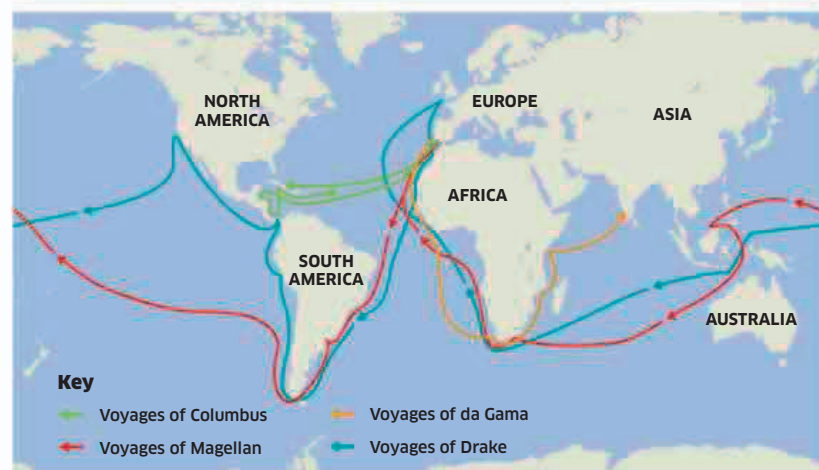 NORTH
AMERICA
EUROPE
ASIA
AFRICA
SOUTH
AMERICA
AUSTRALIA
Key
Voyages of Columbus
Voyages of da Gama
Voyages of Magellan
Voyages of Drake